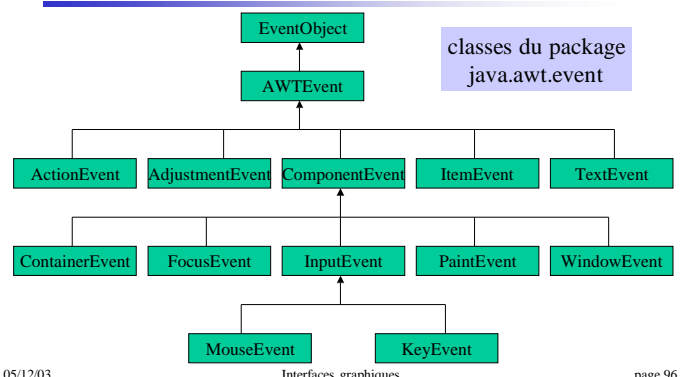 EventObject
classes du package
java.awt.event
AWTEvent
ActionEvent
AdjustmentEvent
ComponentEvent
ItemEvent
TextEvent
ContainerEvent
FocusEvent
InputEvent
PaintEvent
WindowEvent
MouseEvent
KeyEvent
05/12/03
Interfaces graphiques
page 96